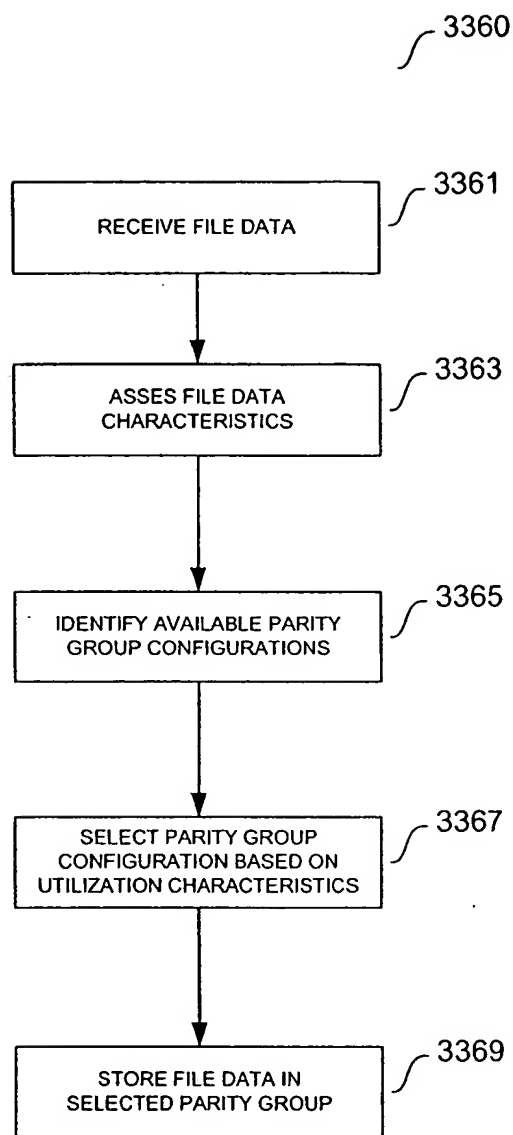 3360
3361
RECEIVE FILE DATA
3363
ASSES FILE DATA
CHARACTERISTICS
3365
IDENTIFY AVAILABLE PARITY
GROUP CONFIGURATIONS
3367
SELECT PARITY GROUP
CONFIGURATION BASED ON
UTILIZATION CHARACTERISTICS
3369
STORE FILE DATA IN
SELECTED PARITY GROUP